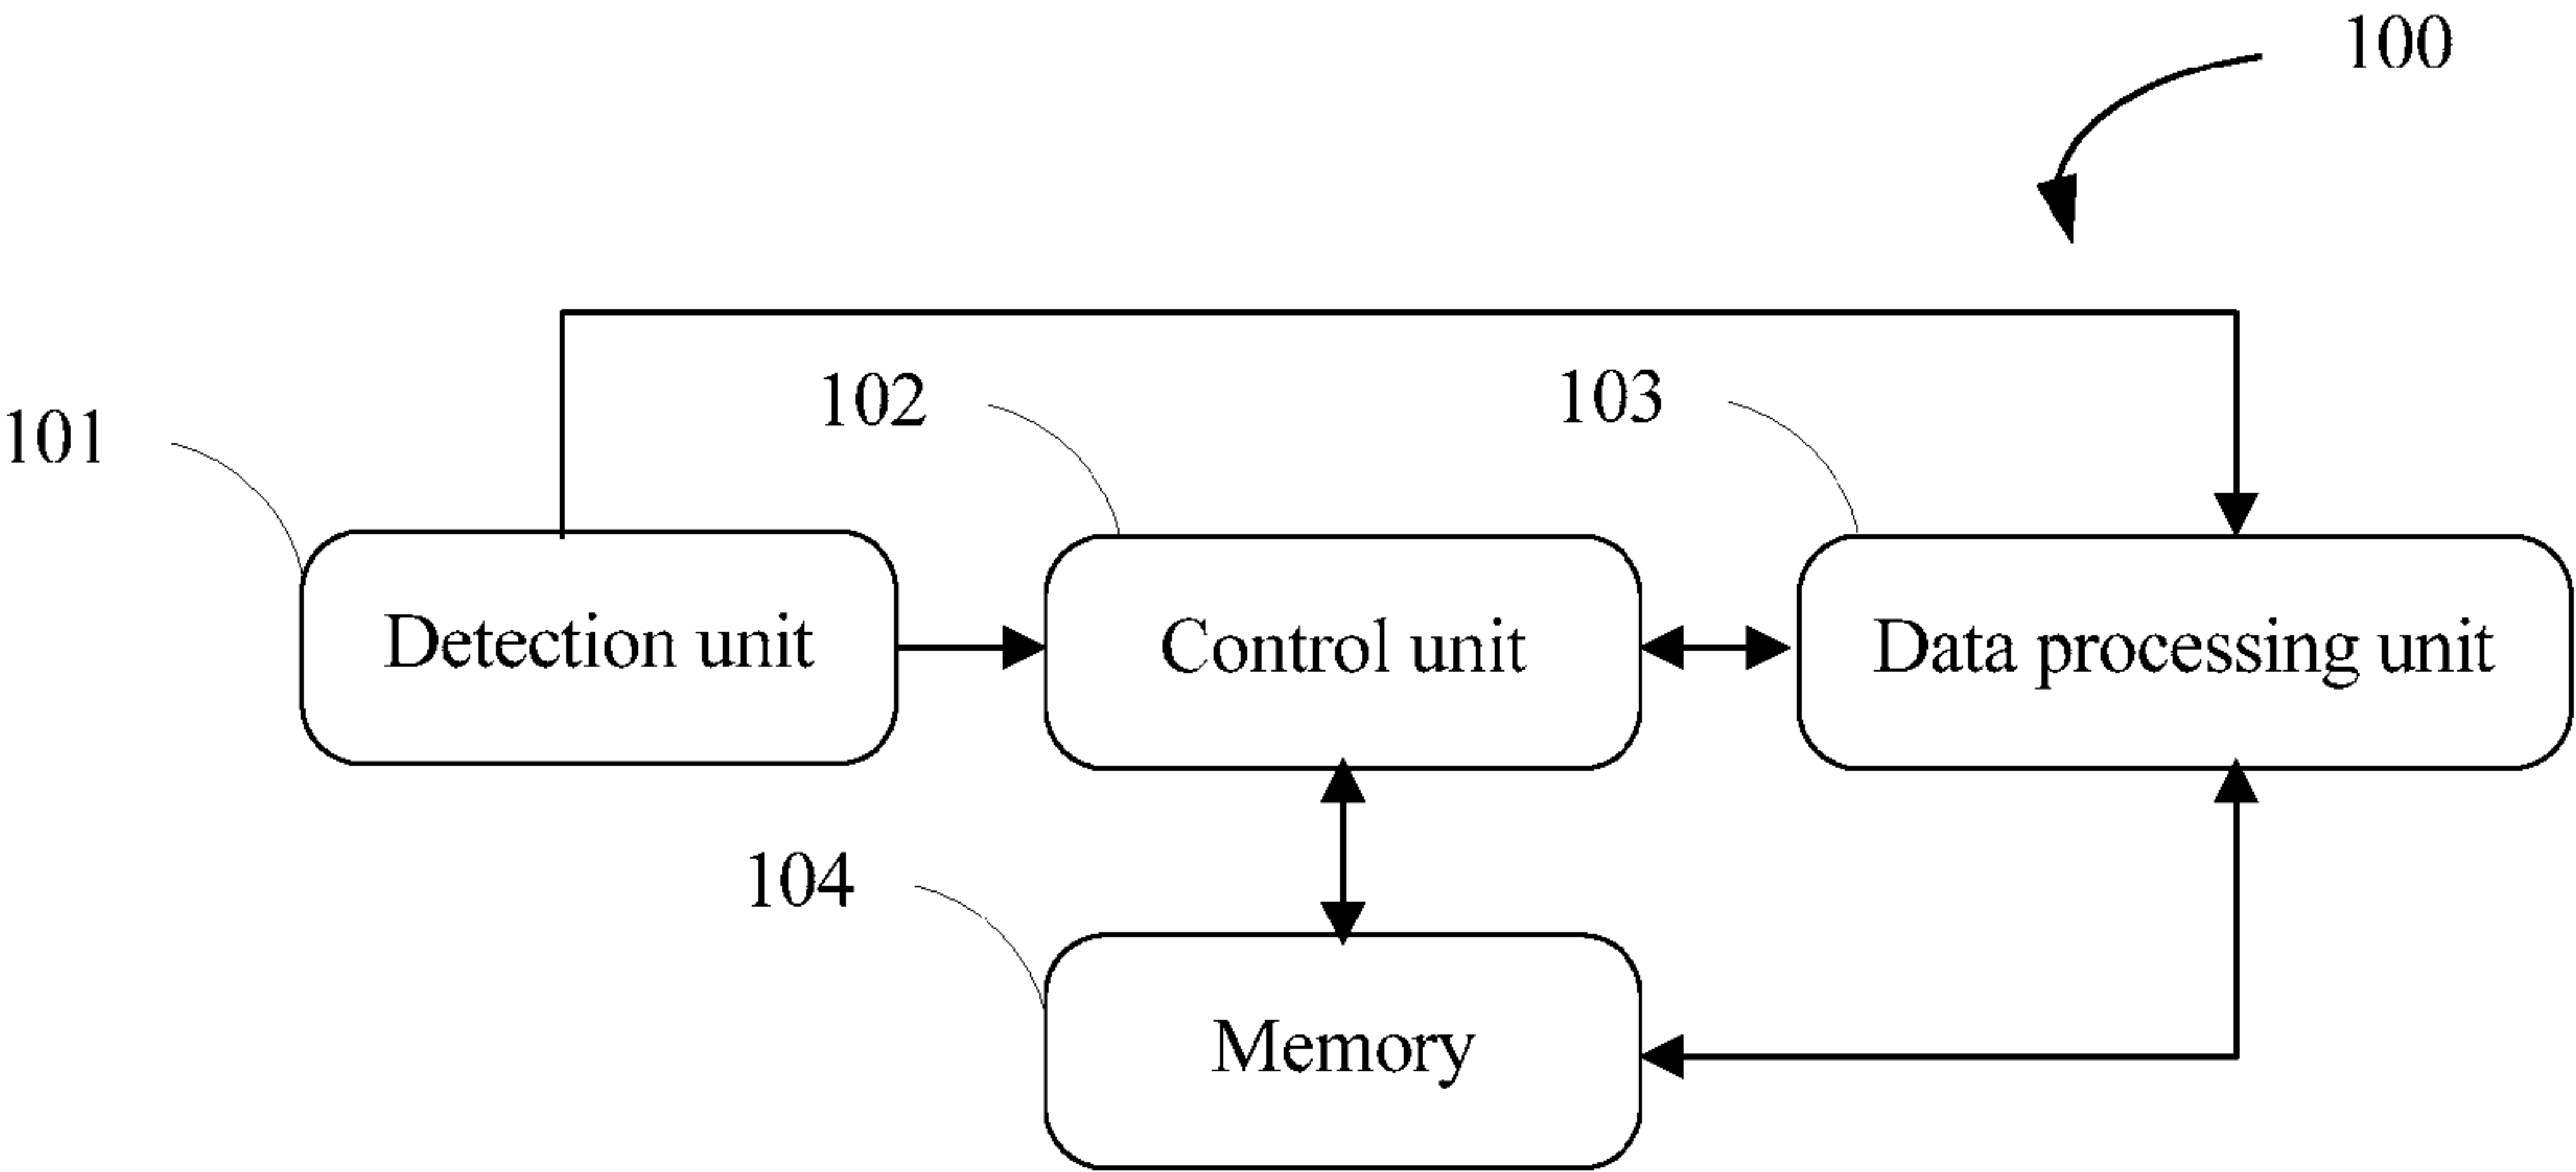 100
101
102
103
Detection unit
Control unit
Data processing unit
104
Memory